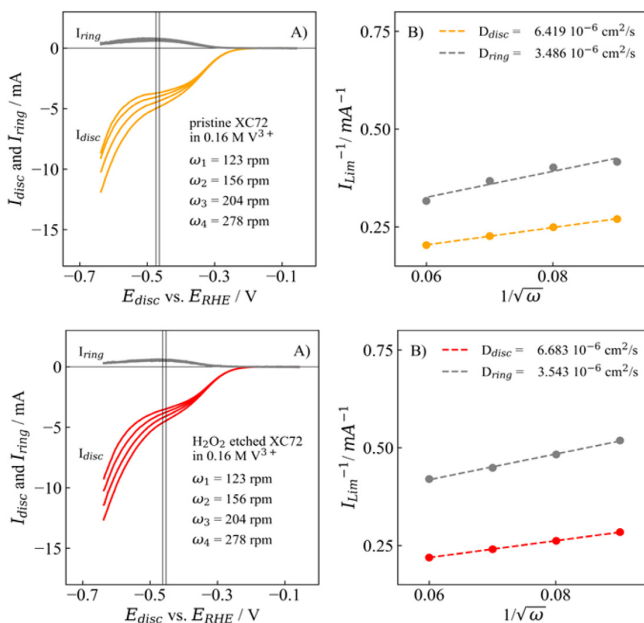 I_ring
A)
0
−5
−10
−15
I_disc and I_ring / mA
I_disc
pristine XC72
in 0.16 M V³⁺
ω₁ = 123 rpm
ω₂ = 156 rpm
ω₃ = 204 rpm
ω₄ = 278 rpm
−0.7 −0.5 −0.3 −0.1
E_disc vs. E_RHE / V
B)
D_disc = 6.419 10⁻⁶ cm²/s
D_ring = 3.486 10⁻⁶ cm²/s
0.75
0.50
0.25
I_Lim⁻¹/ mA⁻¹
0.06 0.08
1/√ω
I_ring
A)
0
−5
−10
−15
I_disc and I_ring / mA
I_disc
H₂O₂ etched XC72
in 0.16 M V³⁺
ω₁ = 123 rpm
ω₂ = 156 rpm
ω₃ = 204 rpm
ω₄ = 278 rpm
−0.7 −0.5 −0.3 −0.1
E_disc vs. E_RHE / V
B)
D_disc = 6.683 10⁻⁶ cm²/s
D_ring = 3.543 10⁻⁶ cm²/s
0.75
0.50
0.25
I_Lim⁻¹/ mA⁻¹
0.06 0.08
1/√ω